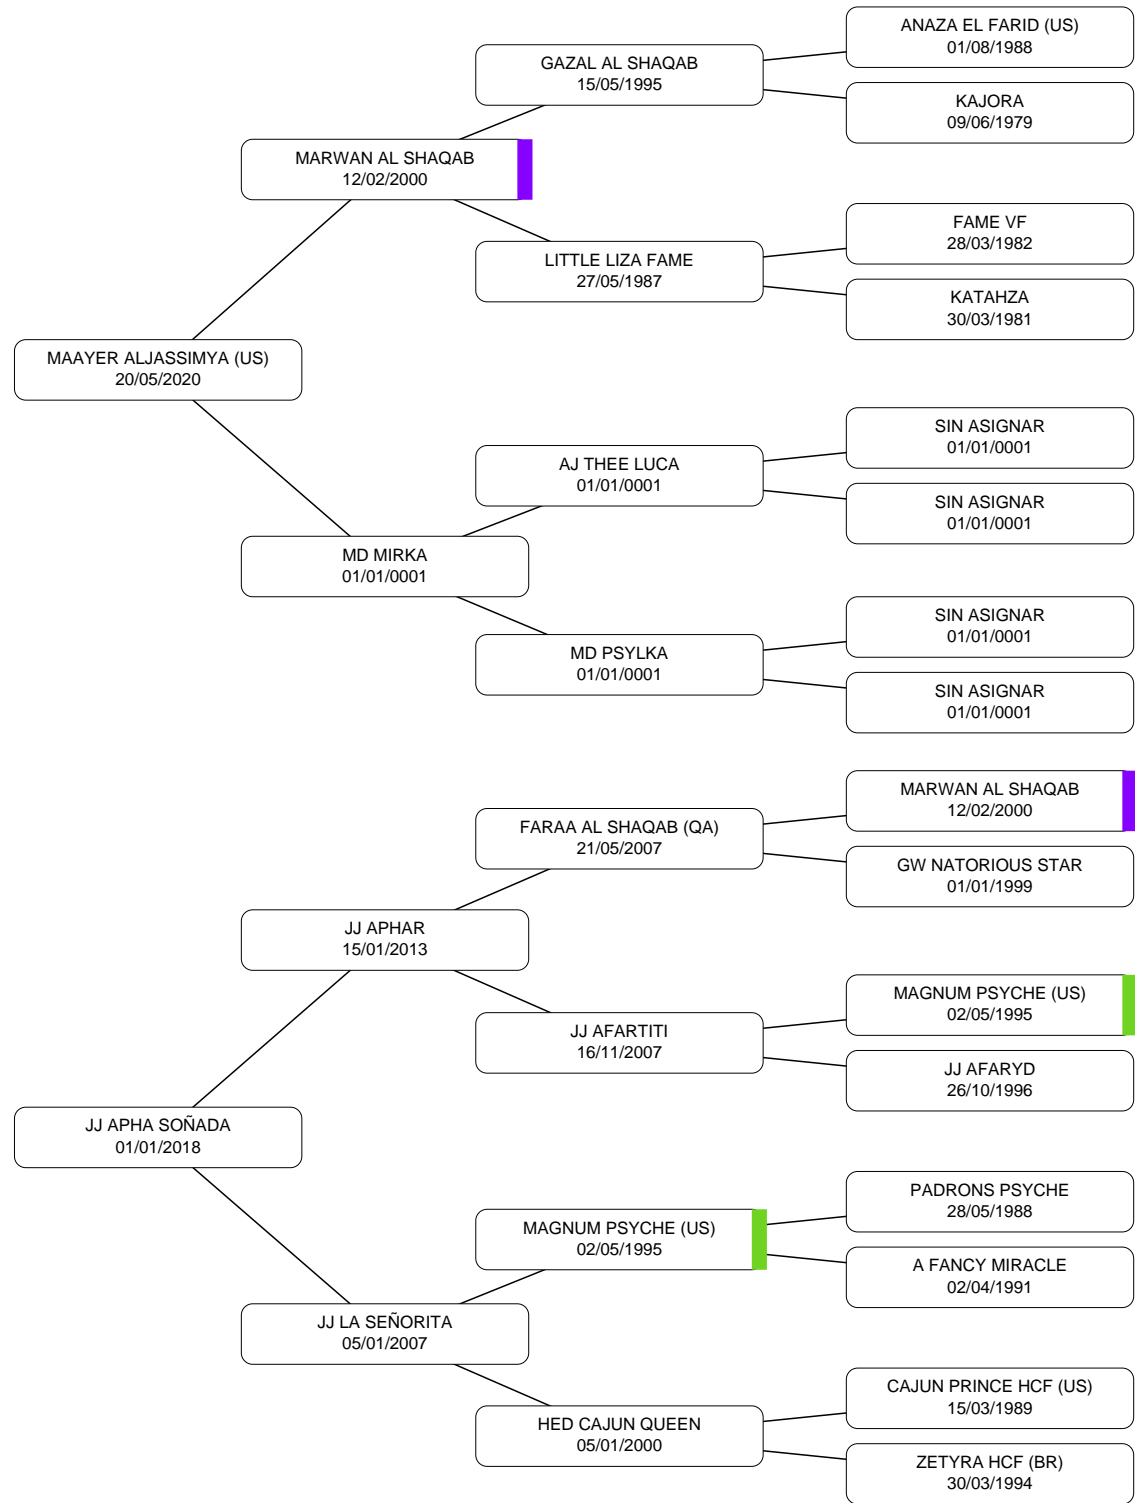 ANAZA EL FARID (US)
01/08/1988
GAZAL AL SHAQAB
15/05/1995
KAJORA
09/06/1979
MARWAN AL SHAQAB
12/02/2000
FAME VF
28/03/1982
LITTLE LIZA FAME
27/05/1987
KATAHZA
30/03/1981
MAAYER ALJASSIMYA (US)
20/05/2020
SIN ASIGNAR
01/01/0001
AJ THEE LUCA
01/01/0001
SIN ASIGNAR
01/01/0001
MD MIRKA
01/01/0001
SIN ASIGNAR
01/01/0001
MD PSYLKA
01/01/0001
SIN ASIGNAR
01/01/0001
MARWAN AL SHAQAB
12/02/2000
FARAA AL SHAQAB (QA)
21/05/2007
GW NATORIOUS STAR
01/01/1999
JJ APHAR
15/01/2013
MAGNUM PSYCHE (US)
02/05/1995
JJ AFARTITI
16/11/2007
JJ AFARYD
26/10/1996
JJ APHA SOÑADA
01/01/2018
PADRONS PSYCHE
28/05/1988
MAGNUM PSYCHE (US)
02/05/1995
A FANCY MIRACLE
02/04/1991
JJ LA SEÑORITA
05/01/2007
CAJUN PRINCE HCF (US)
15/03/1989
HED CAJUN QUEEN
05/01/2000
ZETYRA HCF (BR)
30/03/1994